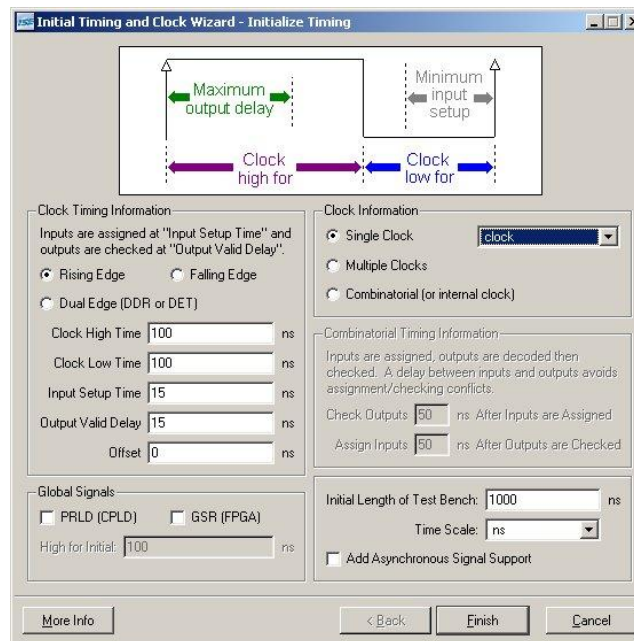 ISE Initial Timing and Clock Wizard - Initialize Timing
Maximum
output delay
Minimum
input
setup
Clock
high for
Clock
low for
Clock Timing Information
Inputs are assigned at "Input Setup Time" and
outputs are checked at "Output Valid Delay".
Rising Edge Falling Edge
Dual Edge (DDR or DET)
Clock High Time 100 ns
Clock Low Time 100 ns
Input Setup Time 15 ns
Output Valid Delay 15 ns
Offset 0 ns
Global Signals
PRLD (CPLD) GSR (FPGA)
High for Initial: 100 ns
Clock Information
Single Clock clock
Multiple Clocks
Combinatorial (or internal clock)
Combinatorial Timing Information
Inputs are assigned, outputs are decoded then
checked. A delay between inputs and outputs avoids
assignment/checking conflicts.
Check Outputs 50 ns After Inputs are Assigned
Assign Inputs 50 ns After Outputs are Checked
Initial Length of Test Bench: 1000 ns
Time Scale: ns
Add Asynchronous Signal Support
More Info < Back Finish Cancel